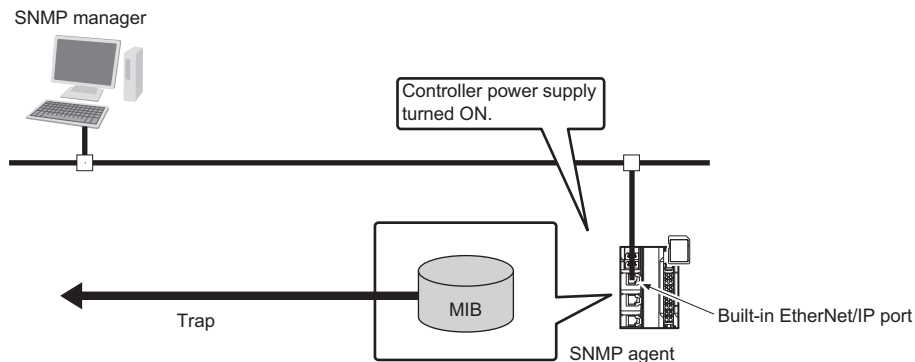 SNMP manager
Controller power supply
turned ON.
MIB
Trap
Built-in EtherNet/IP port
SNMP agent